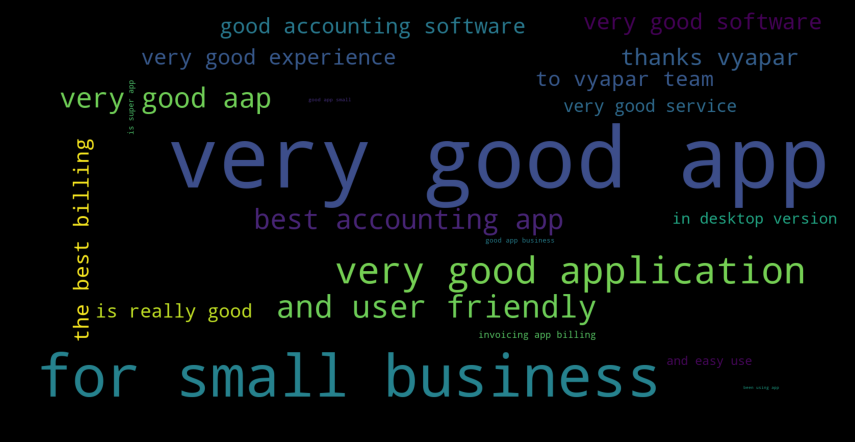 good accounting software
very good software
very good experience
thanks vyapar
to vyapar team
very good aap
is super app
good app small
very good service
very good app
the best billing
best accounting app
in desktop version
good app business
very good application
is really good
and user friendly
invoicing app billing
for small business
and easy use
been using app